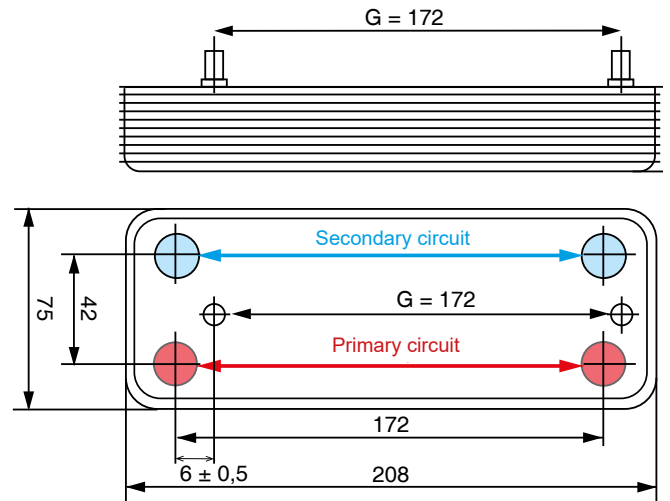 G = 172
Secondary circuit
G = 172
75
42
Primary circuit
172
6 ± 0,5
208